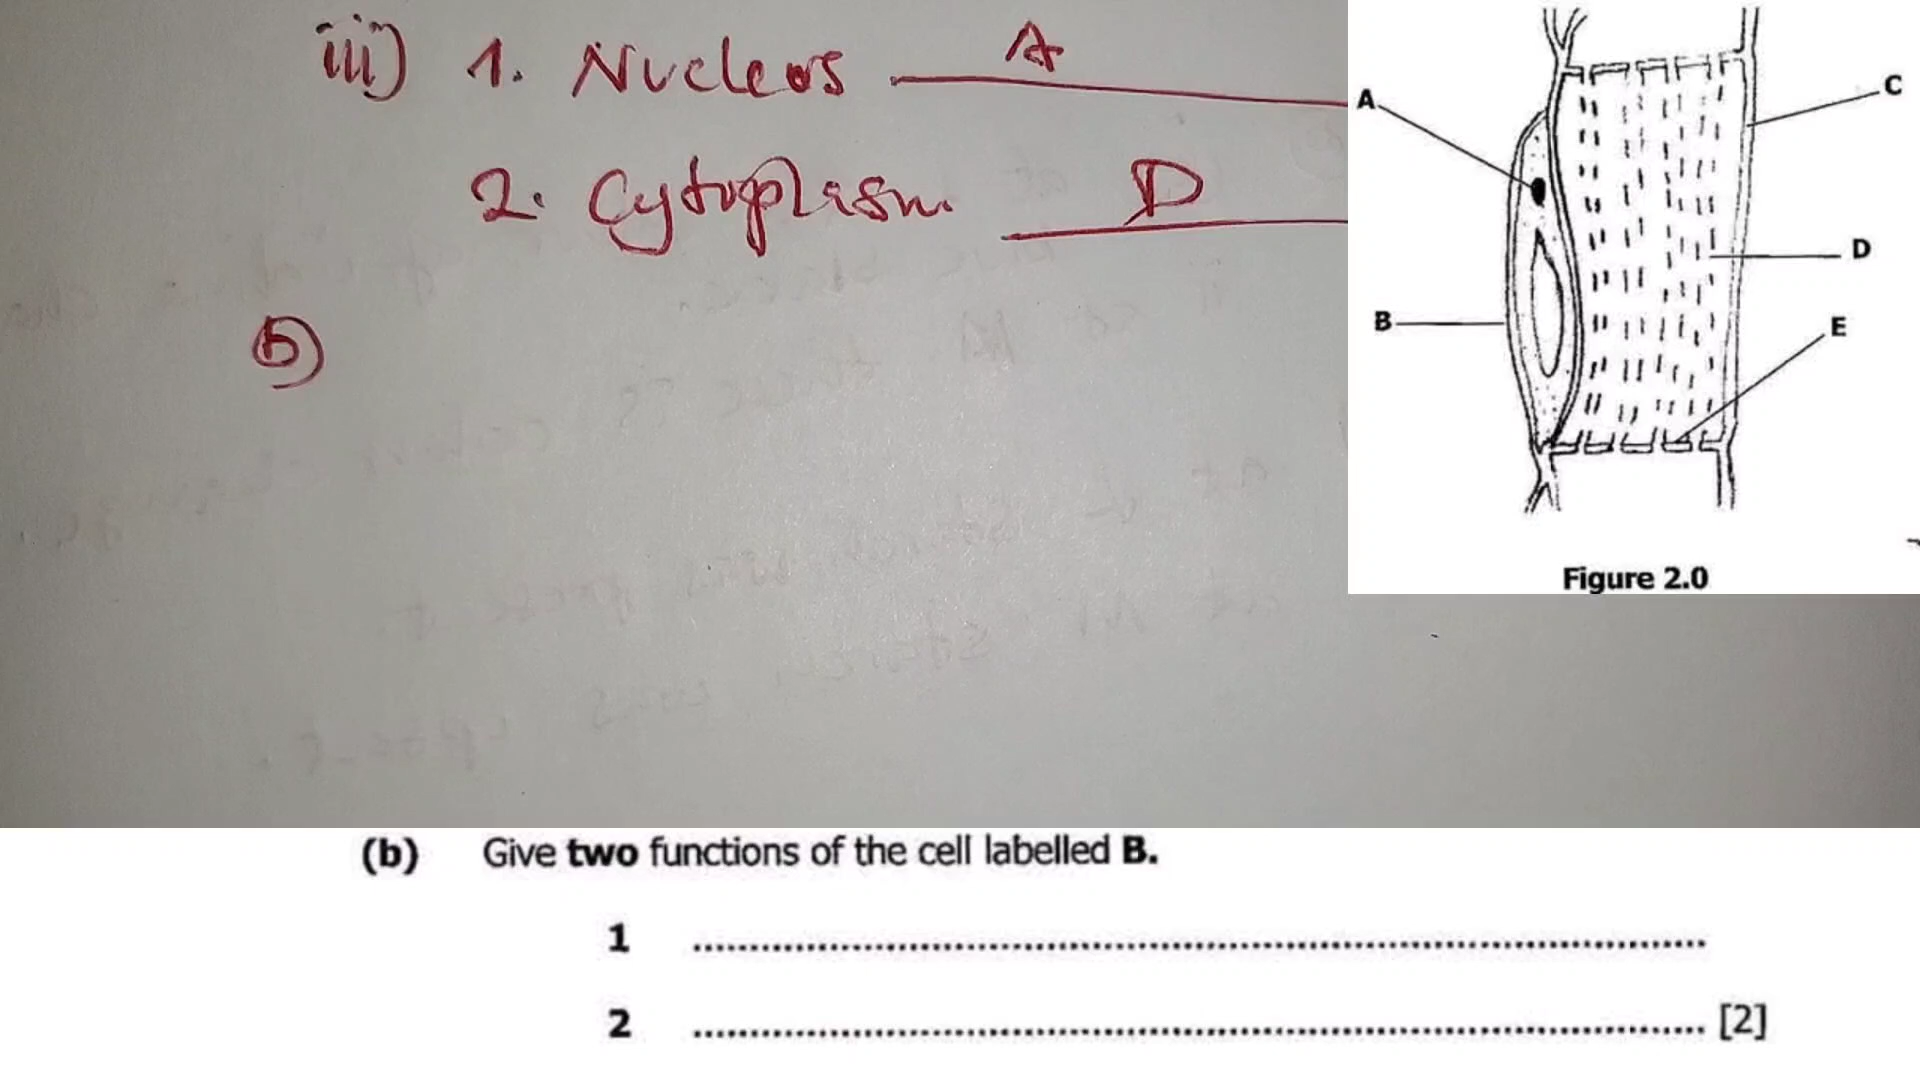 iii) 1. Nucleus A
2. Cytoplasm. D
b)
A
C
D
B
E
Figure 2.0
(b) Give two functions of the cell labelled B.
1 ........................................
2 ........................................ [2]